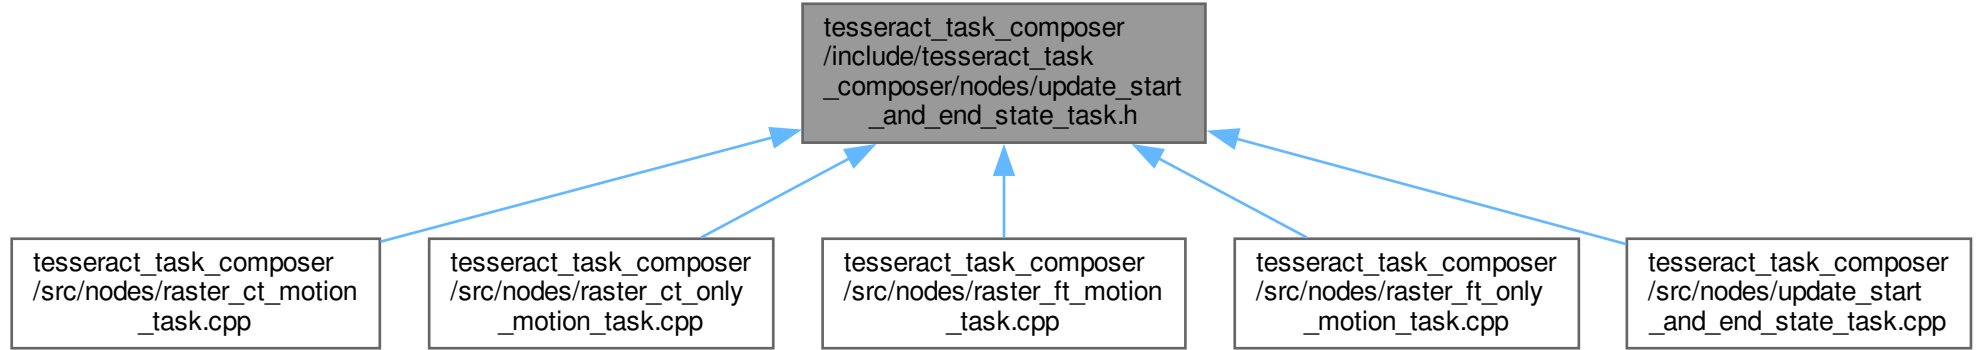 tesseract_task_composer
/include/tesseract_task
_composer/nodes/update_start
_and_end_state_task.h
tesseract_task_composer
/src/nodes/raster_ct_motion
_task.cpp
tesseract_task_composer
/src/nodes/raster_ct_only
_motion_task.cpp
tesseract_task_composer
/src/nodes/raster_ft_motion
_task.cpp
tesseract_task_composer
/src/nodes/raster_ft_only
_motion_task.cpp
tesseract_task_composer
/src/nodes/update_start
_and_end_state_task.cpp